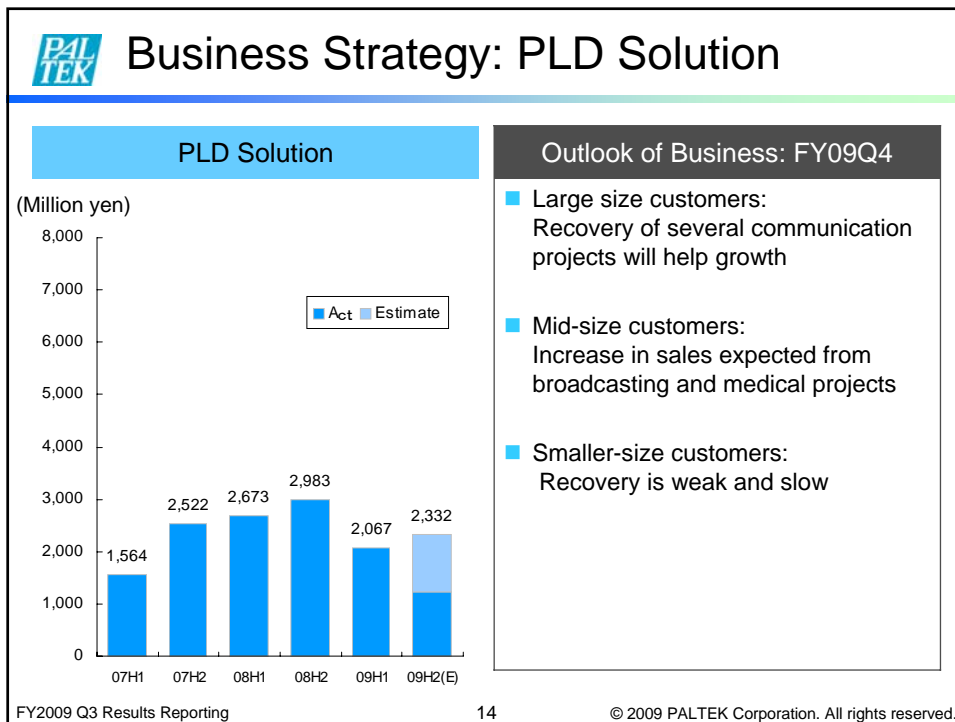 PAL
TEK
Business Strategy: PLD Solution
PLD Solution
(Million yen)
8,000
7,000
6,000
5,000
4,000
3,000
2,000
1,000
0
Act Estimate
1,564
2,522
2,673
2,983
2,067
2,332
07H1 07H2 08H1 08H2 09H1 09H2(E)
Outlook of Business: FY09Q4
Large size customers:
Recovery of several communication
projects will help growth
Mid-size customers:
Increase in sales expected from
broadcasting and medical projects
Smaller-size customers:
Recovery is weak and slow
FY2009 Q3 Results Reporting
14
© 2009 PALTEK Corporation. All rights reserved.